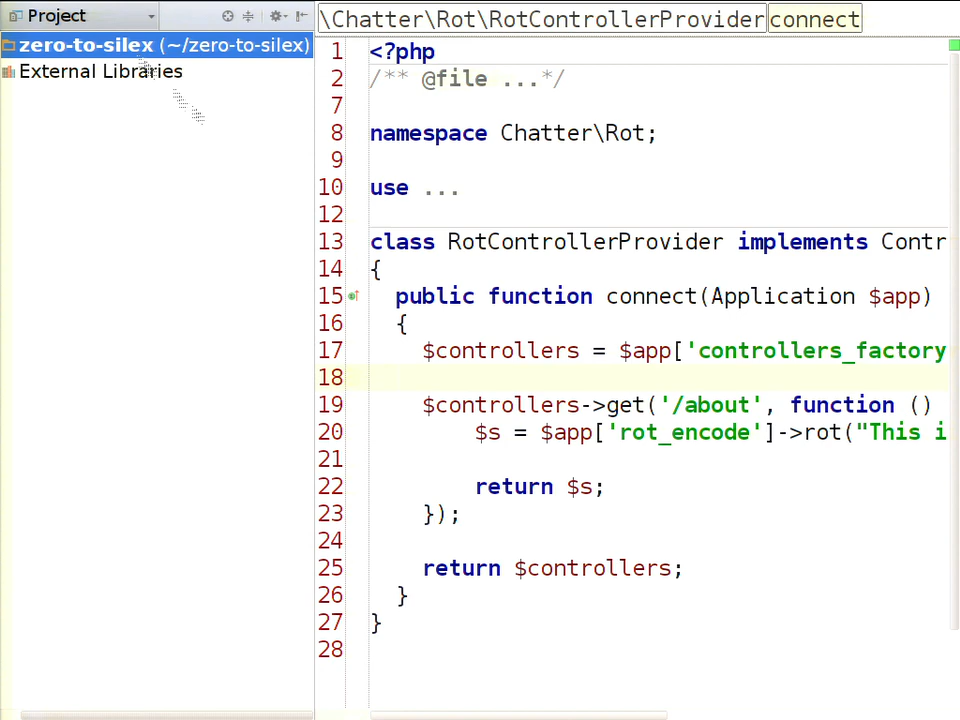 Project
\Chatter\Rot\RotControllerProvider connect
zero-to-silex (~/zero-to-silex)
External Libraries
1 <?php
2 /** @file ...*/
7
8 namespace Chatter\Rot;
9
10 use ...
12
13 class RotControllerProvider implements Contr
14 {
15 public function connect(Application $app)
16 {
17 $controllers = $app['controllers_factory
18
19 $controllers->get('/about', function ()
20 $s = $app['rot_encode']->rot("This i
21
22 return $s;
23 });
24
25 return $controllers;
26 }
27 }
28